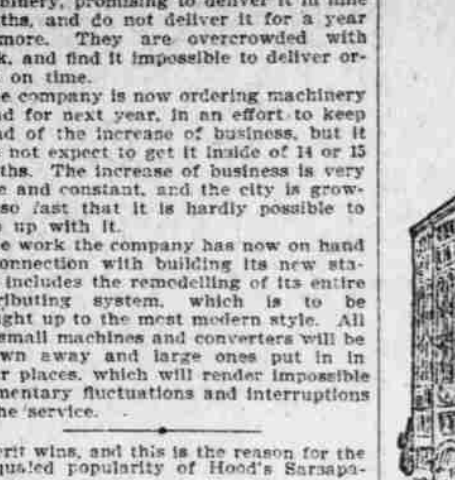 hinery, promising to deliver it in nine
ths, and do not deliver it for a year
more. They are overcrowded with
k, and find it impossible to deliver or-
on time.
e company is now ordering machinery
d for next year, in an effort to keep
d of the increase of business, but it
not expect to get it inside of 14 or 15
ths. The increase of business is very
e and constant, and the city is grow-
so fast that it is hardly possible to
up with it.
e work the company has now on hand
onnection with building its new sta-
includes the remodelling of its entire
ributing system, which is to be
ught up to the most modern style. All
small machines and converters will be
wn away and large ones put in in
r places, which will render impossible
mentary fluctuations and interruptions
he service.
erit wins, and this is the reason for the
qualed popularity of Hood's Sarsapa-